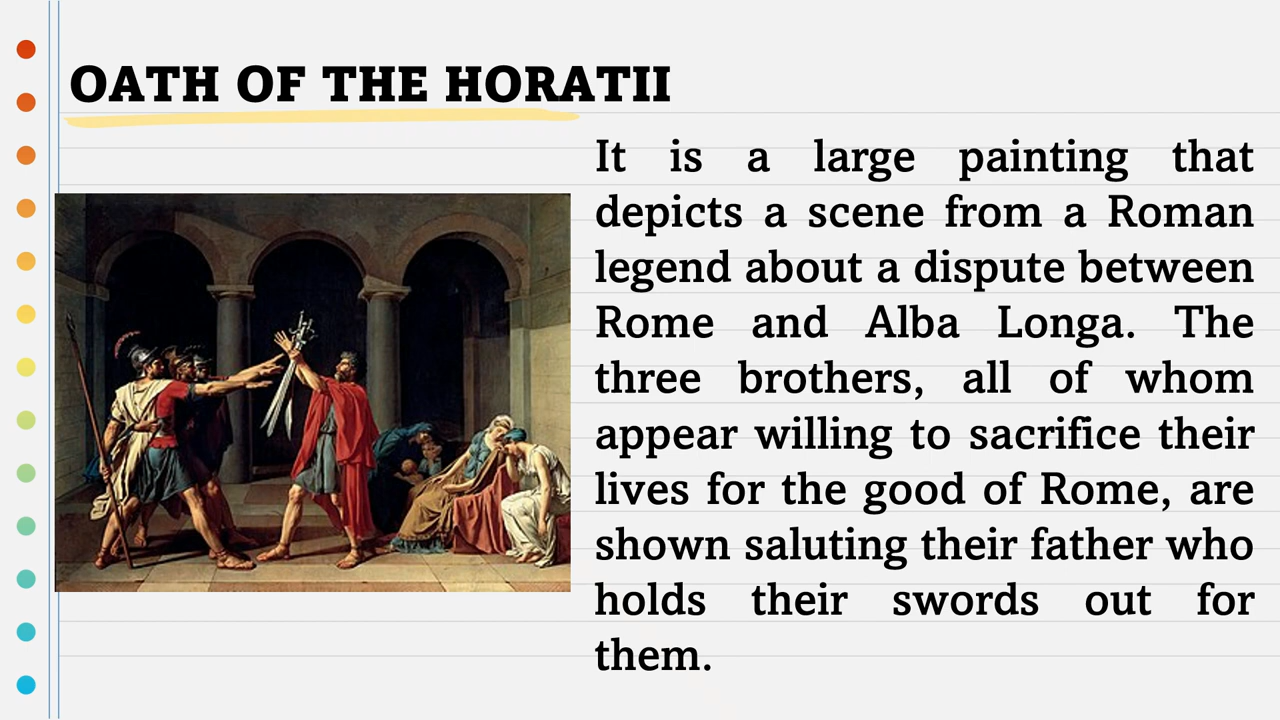 OATH OF THE HORATII
It is a large painting that
depicts a scene from a Roman
legend about a dispute between
Rome and Alba Longa. The
three brothers, all of whom
appear willing to sacrifice their
lives for the good of Rome, are
shown saluting their father who
holds their swords out for
them.